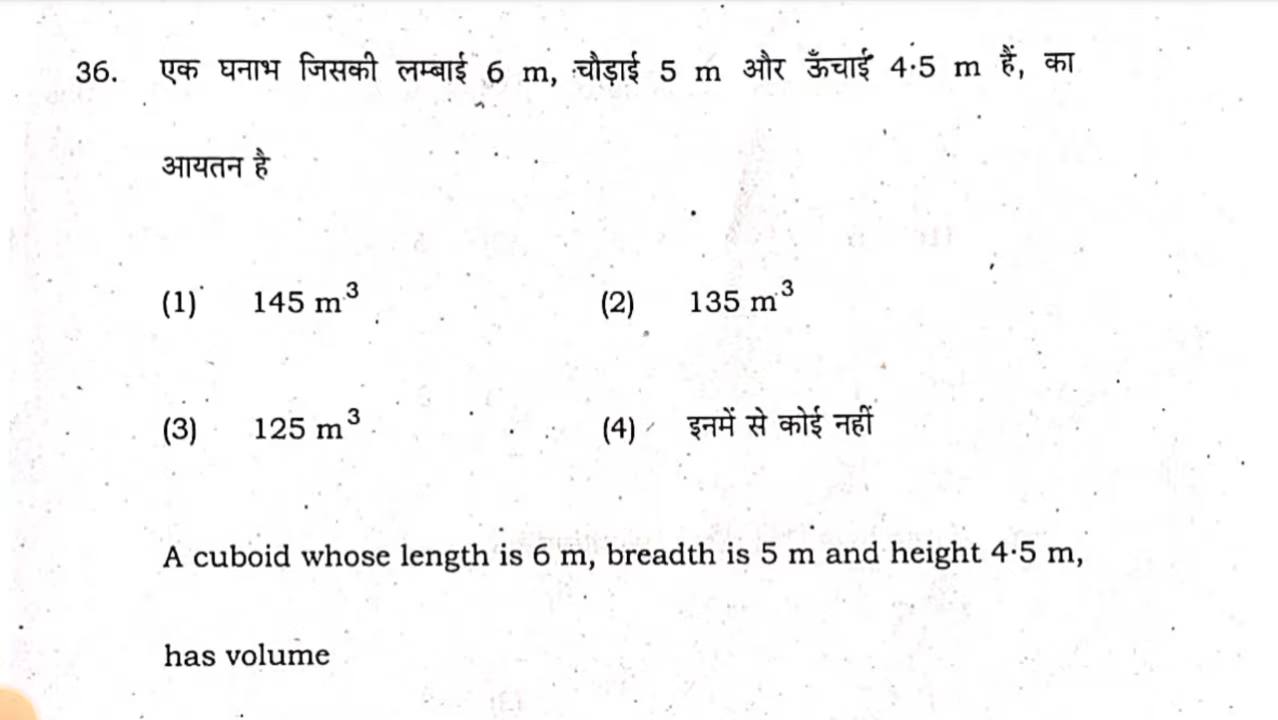 36. एक घनाभ जिसकी लम्बाई 6 m, चौड़ाई 5 m और ऊँचाई 4·5 m हैं, का
आयतन है
(1) 145 m³ (2) 135 m³
(3) 125 m³ (4) इनमें से कोई नहीं
A cuboid whose length is 6 m, breadth is 5 m and height 4·5 m,
has volume